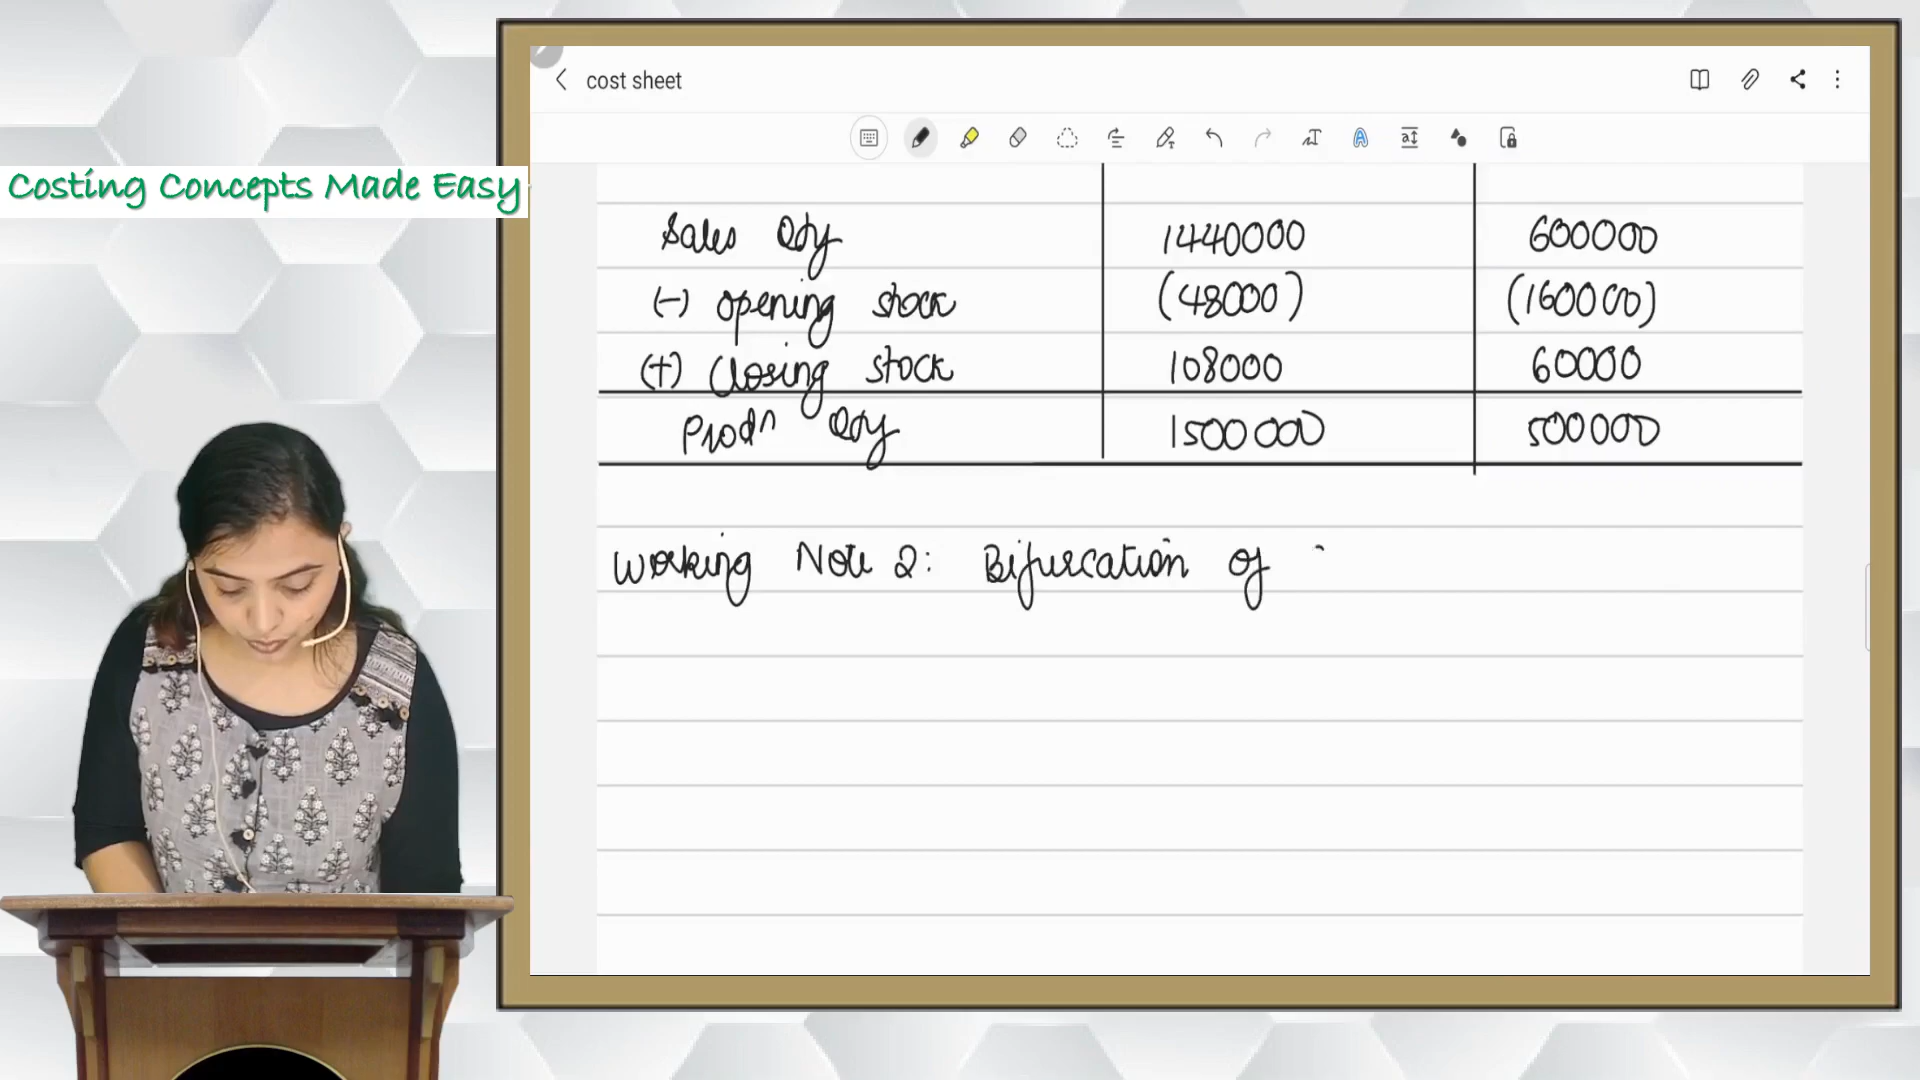 cost sheet
Costing Concepts Made Easy
Sales Qty 1440000 600000
(-) opening stock (48000) (160000)
(+) Closing stock 108000 60000
Prodn Qty 1500000 500000
Working Note 2: Bifurcation of